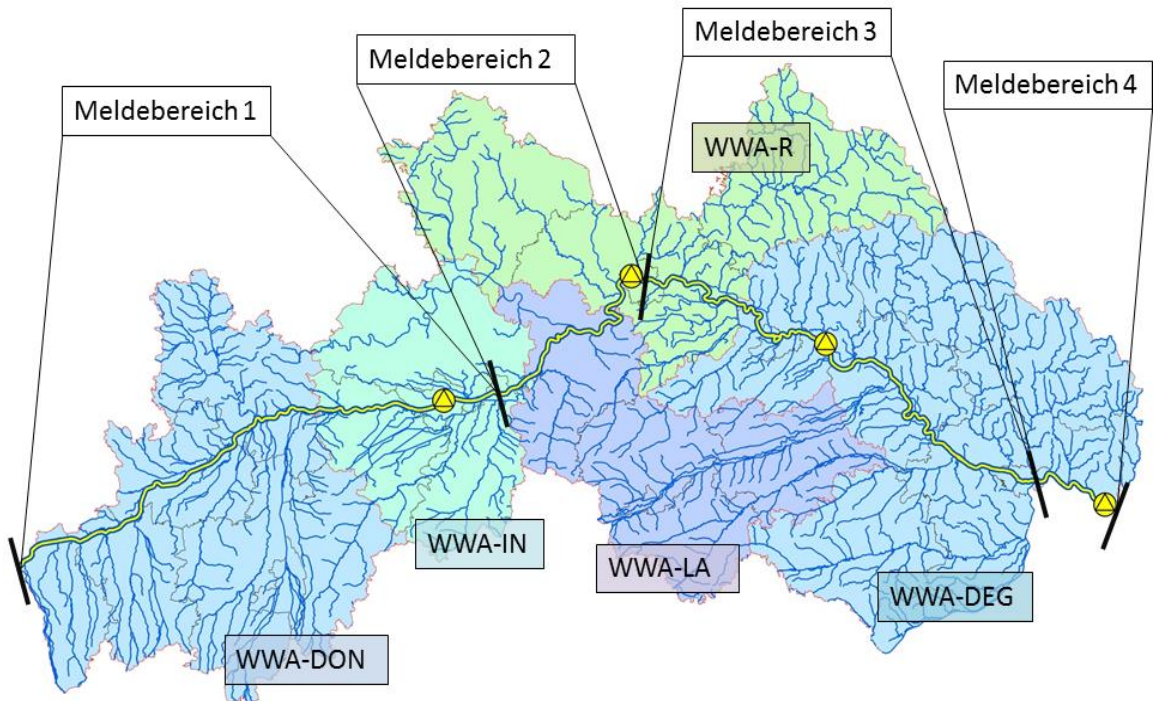 Meldebereich 1
Meldebereich 2
Meldebereich 3
Meldebereich 4
WWA-R
WWA-IN
WWA-LA
WWA-DEG
WWA-DON